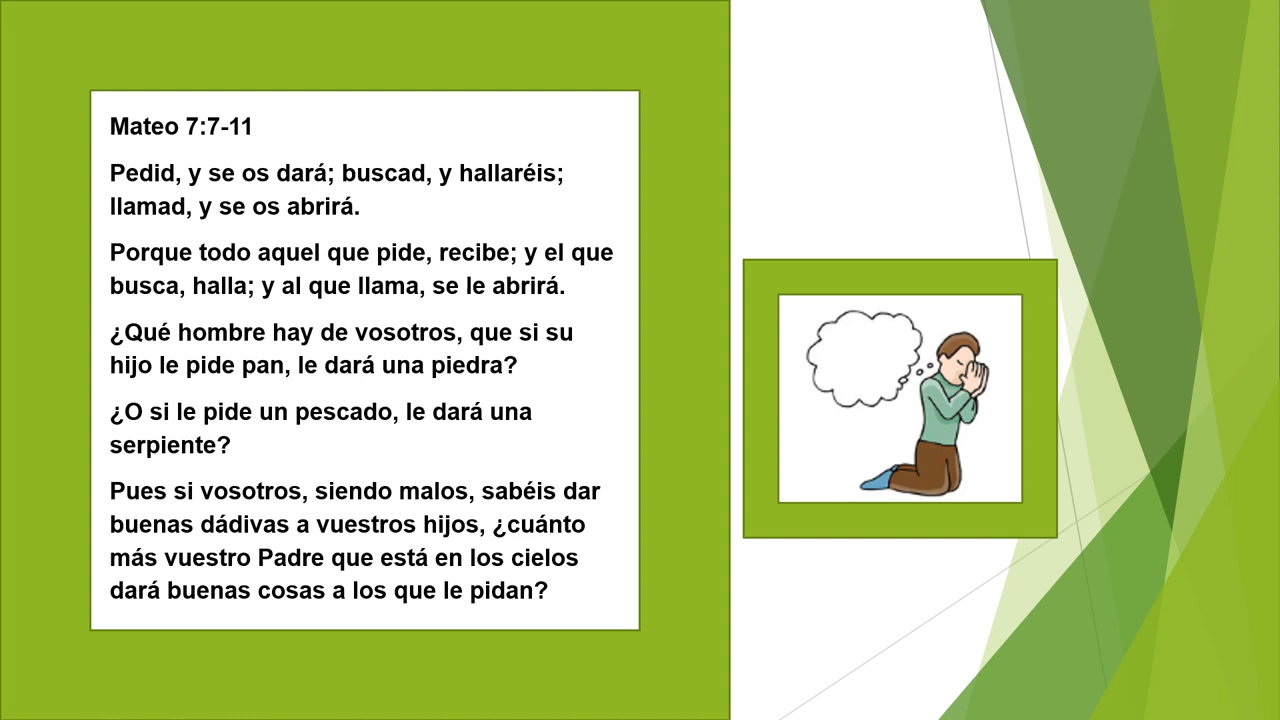 Mateo 7:7-11
Pedid, y se os dará; buscad, y hallaréis;
llamad, y se os abrirá.
Porque todo aquel que pide, recibe; y el que
busca, halla; y al que llama, se le abrirá.
¿Qué hombre hay de vosotros, que si su
hijo le pide pan, le dará una piedra?
¿O si le pide un pescado, le dará una
serpiente?
Pues si vosotros, siendo malos, sabéis dar
buenas dádivas a vuestros hijos, ¿cuánto
más vuestro Padre que está en los cielos
dará buenas cosas a los que le pidan?